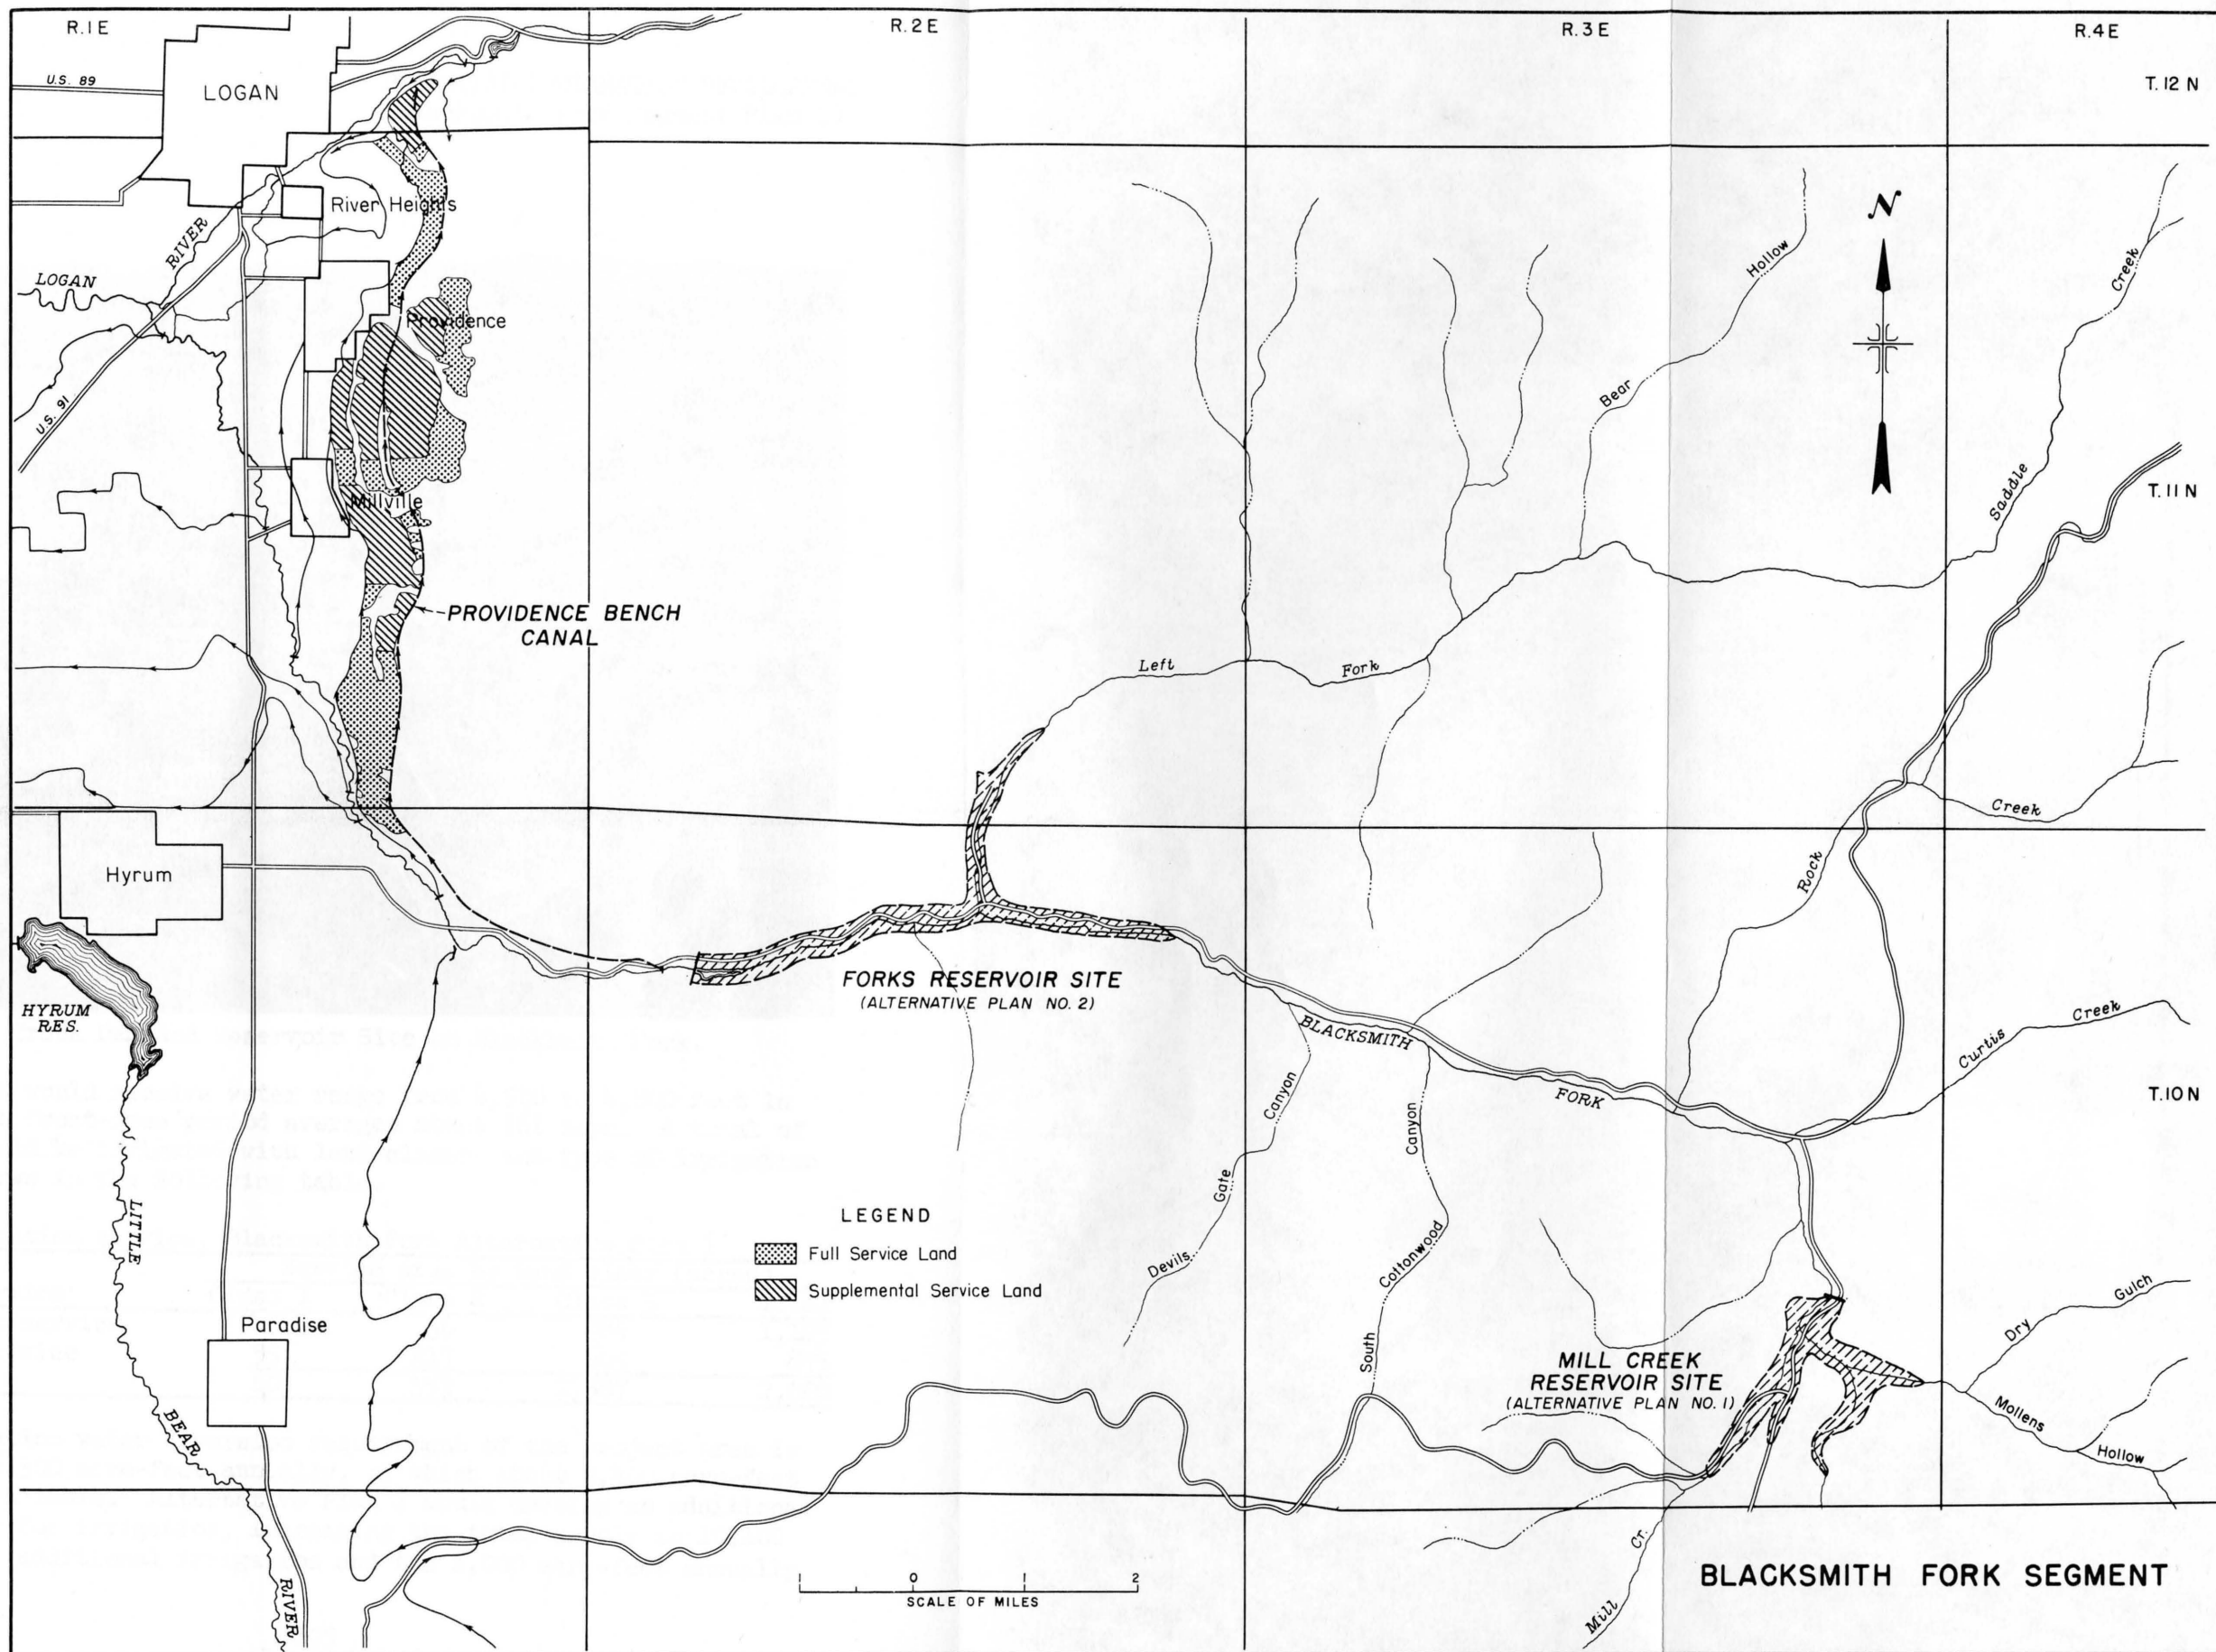 R.1E
R.2E
R.3E
R.4E
U.S. 89
LOGAN
T.12 N
River Heights
RIVER
LOGAN
Hollow
Creek
Providence
Bear
U.S. 91
Saddle
T.11 N
Millville
PROVIDENCE BENCH
CANAL
Left
Fork
Creek
Hyrum
Rock
FORKS RESERVOIR SITE
(ALTERNATIVE PLAN NO. 2)
HYRUM
RES.
BLACKSMITH
FORK
Curtis
Creek
Canyon
Gate
Devils
Canyon
Cottonwood
South
T.10N
LITTLE
BEAR
RIVER
LEGEND
Full Service Land
Supplemental Service Land
Paradise
MILL CREEK
RESERVOIR SITE
(ALTERNATIVE PLAN NO. 1)
Dry
Gulch
Mollens
Hollow
Cr.
Mill
1 0 1 2
SCALE OF MILES
BLACKSMITH FORK SEGMENT
N